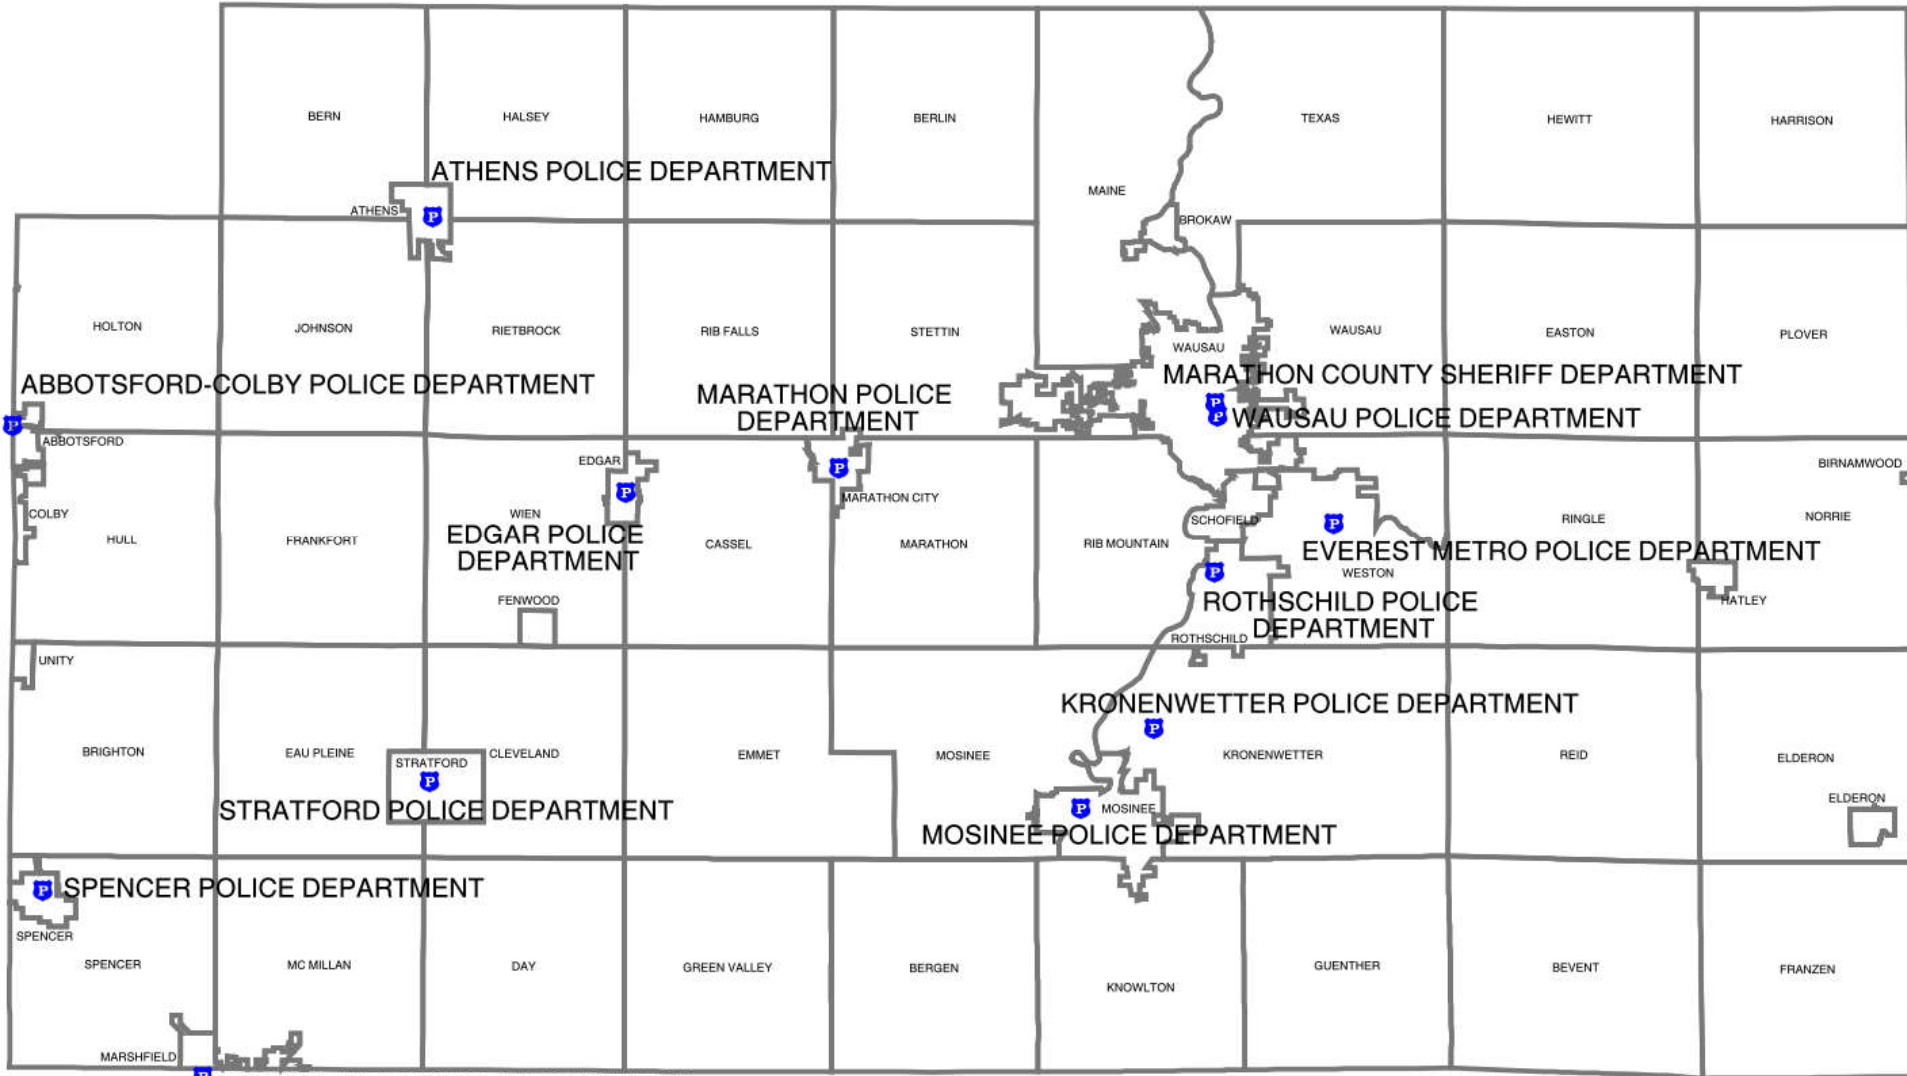 BERN
HALSEY
HAMBURG
BERLIN
TEXAS
HEWITT
HARRISON
ATHENS POLICE DEPARTMENT
MAINE
ATHENS
P
BROKAW
HOLTON
JOHNSON
RIETBROCK
RIB FALLS
STETTIN
WAUSAU
WAUSAU
EASTON
PLOVER
ABBOTSFORD-COLBY POLICE DEPARTMENT
MARATHON POLICE
DEPARTMENT
MARATHON COUNTY SHERIFF DEPARTMENT
P
P
WAUSAU POLICE DEPARTMENT
P
ABBOTSFORD
EDGAR
P
P
MARATHON CITY
BIRNAMWOOD
COLBY
HULL
FRANKFORT
WIEN
EDGAR POLICE
DEPARTMENT
CASSEL
MARATHON
RIB MOUNTAIN
SCHOFIELD
P
RINGLE
NORRIE
EVEREST METRO POLICE DEPARTMENT
WESTON
P
ROTHSCHILD POLICE
DEPARTMENT
HATLEY
FENWOOD
ROTHSCHILD
UNITY
KRONENWETTER POLICE DEPARTMENT
P
BRIGHTON
EAU PLEINE
STRATFORD
P
CLEVELAND
EMMET
MOSINEE
KRONENWETTER
REID
ELDERON
ELDERON
STRATFORD POLICE DEPARTMENT
P
MOSINEE
MOSINEE POLICE DEPARTMENT
P
SPENCER POLICE DEPARTMENT
SPENCER
SPENCER
MC MILLAN
DAY
GREEN VALLEY
BERGEN
KNOWLTON
GUENTHER
BEVENT
FRANZEN
MARSHFIELD
P